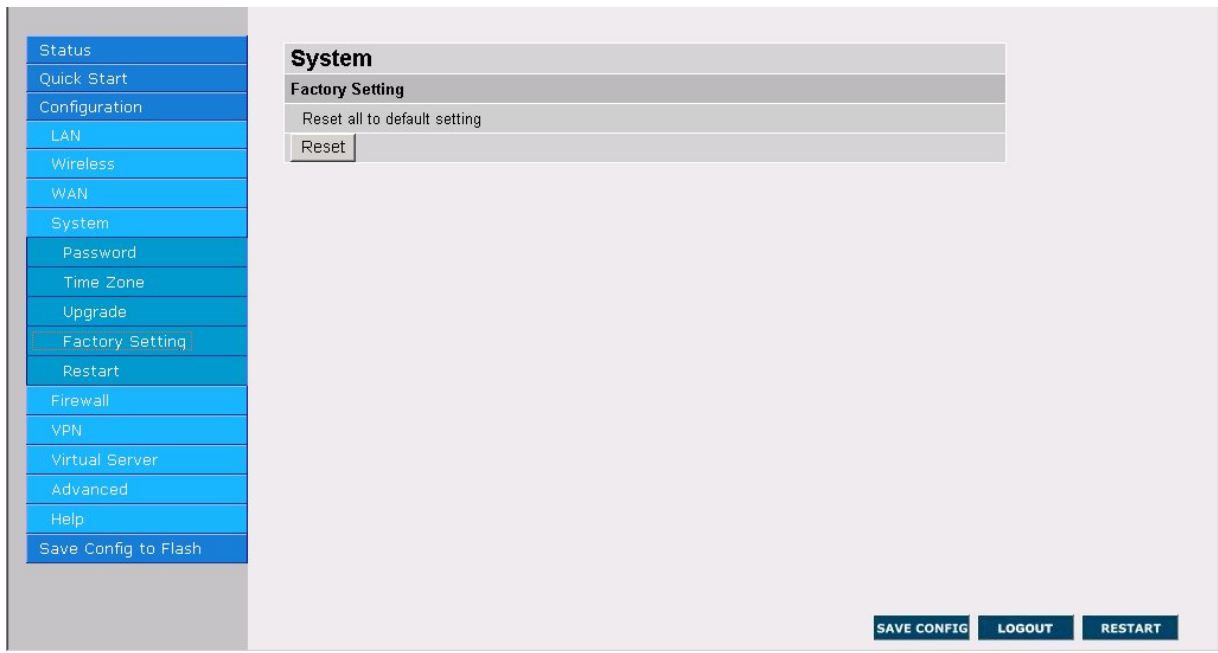 Status
Quick Start
Configuration
LAN
Wireless
WAN
System
Password
Time Zone
Upgrade
Factory Setting
Restart
Firewall
VPN
Virtual Server
Advanced
Help
Save Config to Flash
System
Factory Setting
Reset all to default setting
Reset
SAVE CONFIG
LOGOUT
RESTART